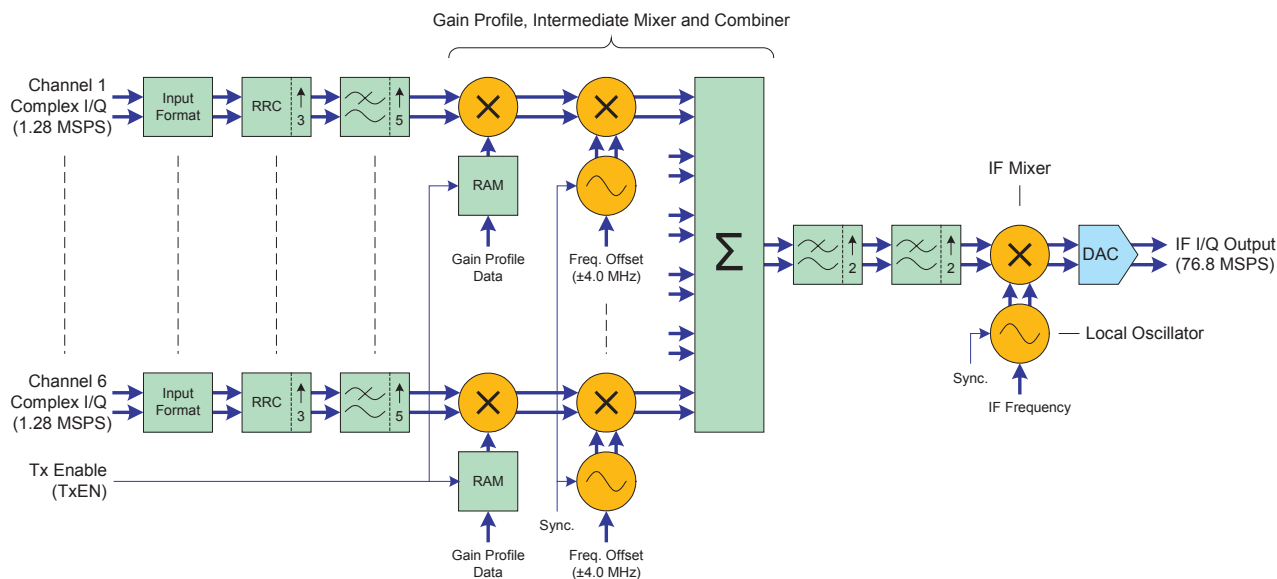 Gain Profile, Intermediate Mixer and Combiner
Channel 1
Complex I/Q
(1.28 MSPS)
Input
Format
RRC
3
5
RAM
Gain Profile
Data
Freq. Offset
(±4.0 MHz)
Σ
2
2
IF Mixer
DAC
IF I/Q Output
(76.8 MSPS)
Local Oscillator
Sync.
IF Frequency
Channel 6
Complex I/Q
(1.28 MSPS)
Input
Format
RRC
3
5
Tx Enable
(TxEN)
RAM
Sync.
Gain Profile
Data
Freq. Offset
(±4.0 MHz)